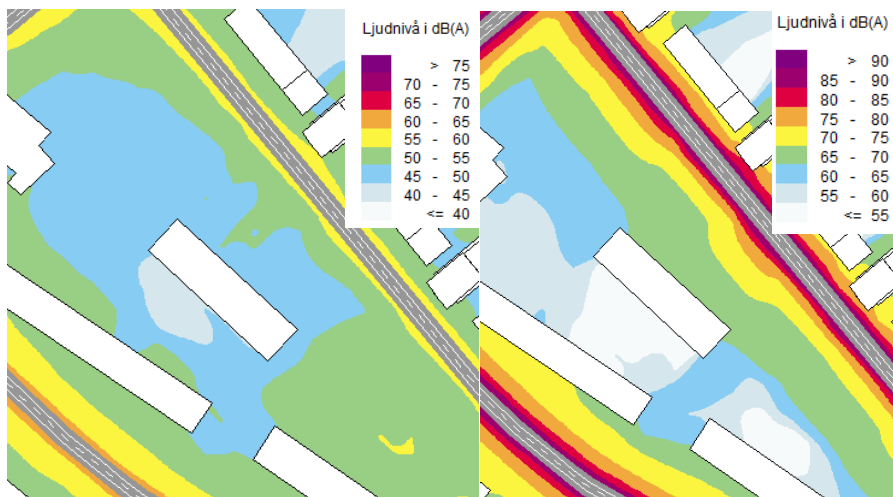 Ljudnivå i dB(A)
> 75
70 - 75
65 - 70
60 - 65
55 - 60
50 - 55
45 - 50
40 - 45
<= 40
Ljudnivå i dB(A)
> 90
85 - 90
80 - 85
75 - 80
70 - 75
65 - 70
60 - 65
55 - 60
<= 55